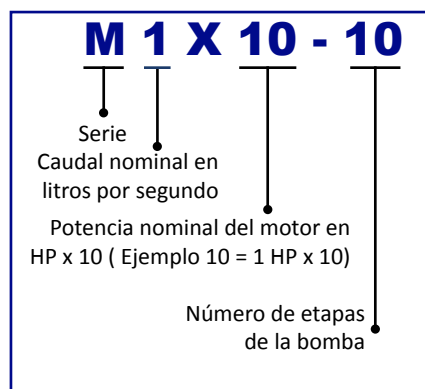 M 1 X 10 - 10
Serie
Caudal nominal en
litros por segundo
Potencia nominal del motor en
HP x 10 ( Ejemplo 10 = 1 HP x 10)
Número de etapas
de la bomba